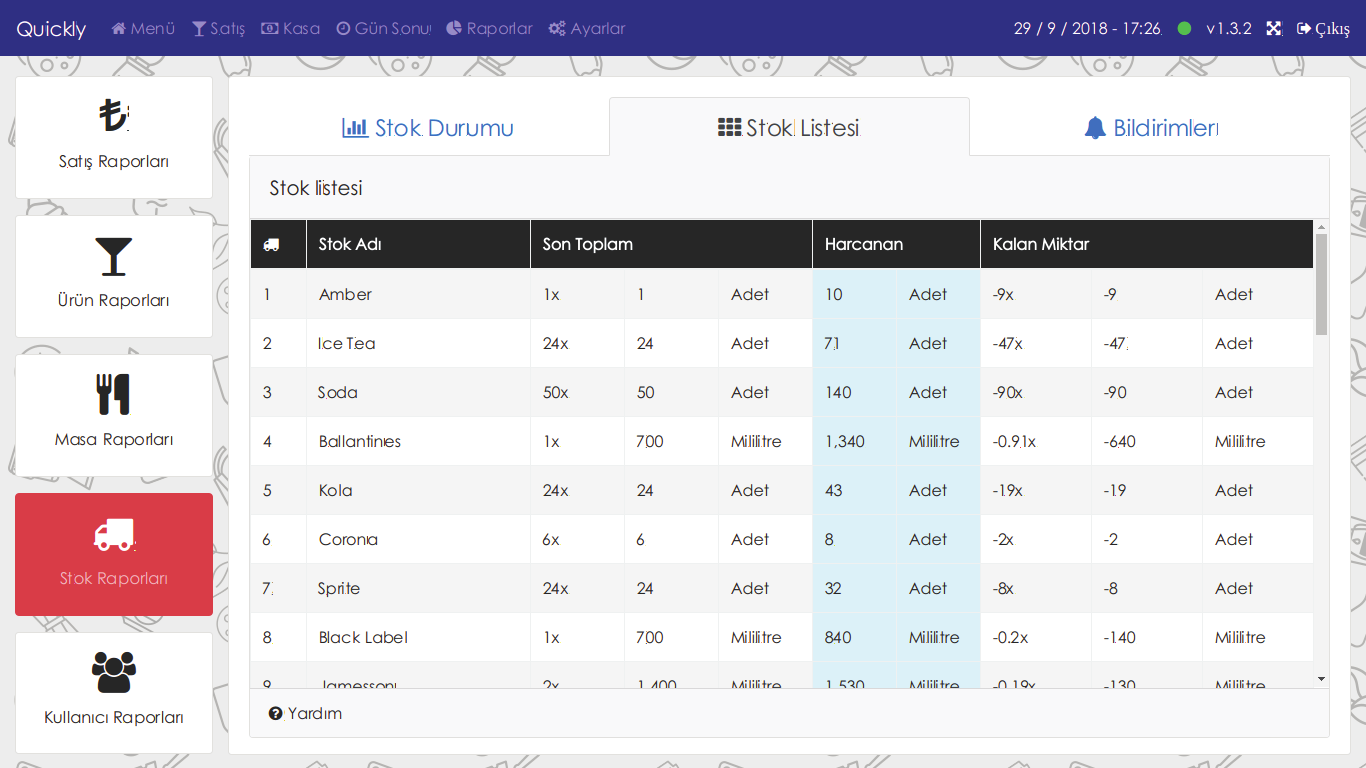 Quickly Menü Satış Kasa Gün Sonu Raporlar Ayarlar 29 / 9 / 2018 - 17:26 v1.3.2 Çıkış
Satış Raporları
Ürün Raporları
Masa Raporları
Stok Raporları
Kullanıcı Raporları
Stok Durumu Stok Listesi Bildirimler
Stok listesi
Stok Adı Son Toplam Harcanan Kalan Miktar
1 Amber 1x 1 Adet 10 Adet -9x -9 Adet
2 Ice Tea 24x 24 Adet 71 Adet -47x -47 Adet
3 Soda 50x 50 Adet 140 Adet -90x -90 Adet
4 Ballantines 1x 700 Mililitre 1,340 Mililitre -0.91x -640 Mililitre
5 Kola 24x 24 Adet 43 Adet -19x -19 Adet
6 Corona 6x 6 Adet 8 Adet -2x -2 Adet
7 Sprite 24x 24 Adet 32 Adet -8x -8 Adet
8 Black Label 1x 700 Mililitre 840 Mililitre -0.2x -140 Mililitre
9 Jamesson 2x 1,400 Mililitre 1,530 Mililitre -0.19x -130 Mililitre
Yardım